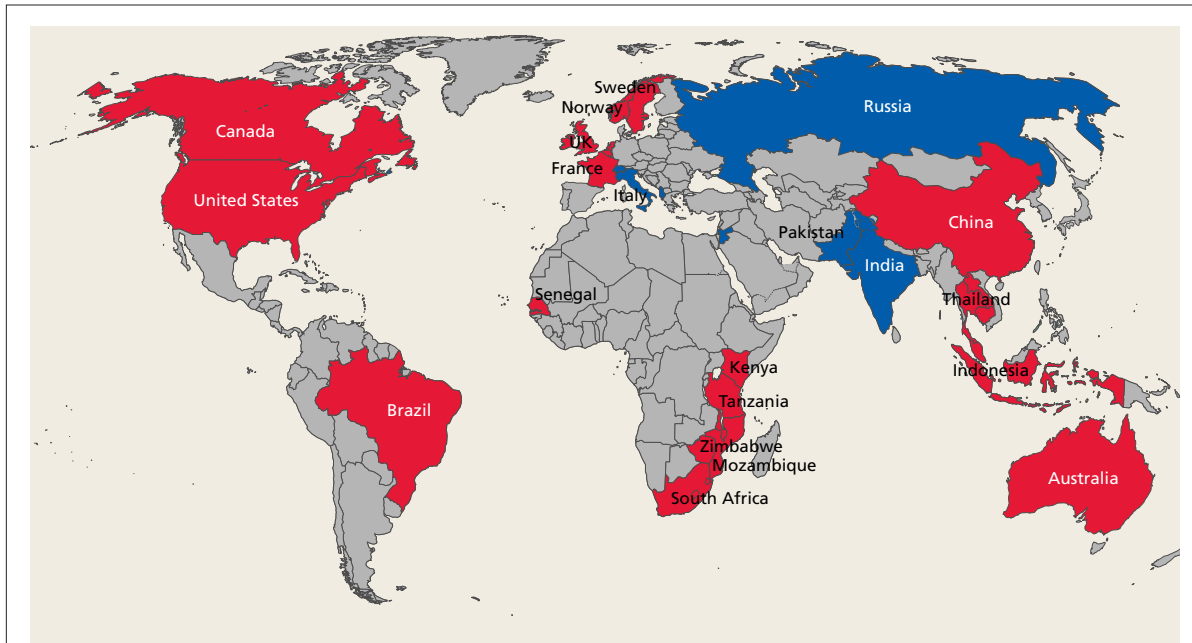 Sweden
Norway
Russia
Canada
UK
France
United States
Italy
China
Pakistan
India
Senegal
Thailand
Kenya
Indonesia
Tanzania
Brazil
Zimbabwe
Mozambique
Australia
South Africa